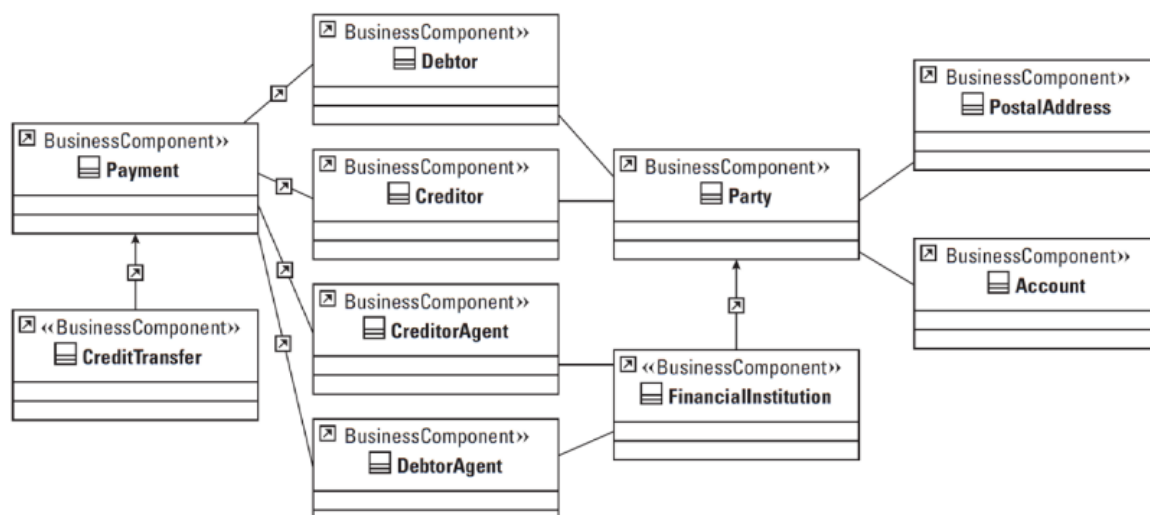 BusinessComponent››
Debtor
BusinessComponent››
PostalAddress
BusinessComponent››
Payment
BusinessComponent››
Creditor
BusinessComponent››
Party
BusinessComponent››
Account
‹‹BusinessComponent››
CreditTransfer
BusinessComponent››
CreditorAgent
‹‹BusinessComponent››
FinancialInstitution
BusinessComponent››
DebtorAgent